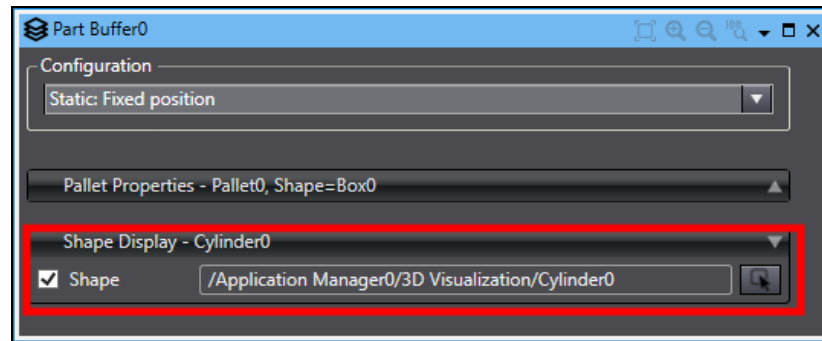 Part Buffer0
Configuration
Static: Fixed position
Pallet Properties - Pallet0, Shape=Box0
Shape Display - Cylinder0
Shape /Application Manager0/3D Visualization/Cylinder0